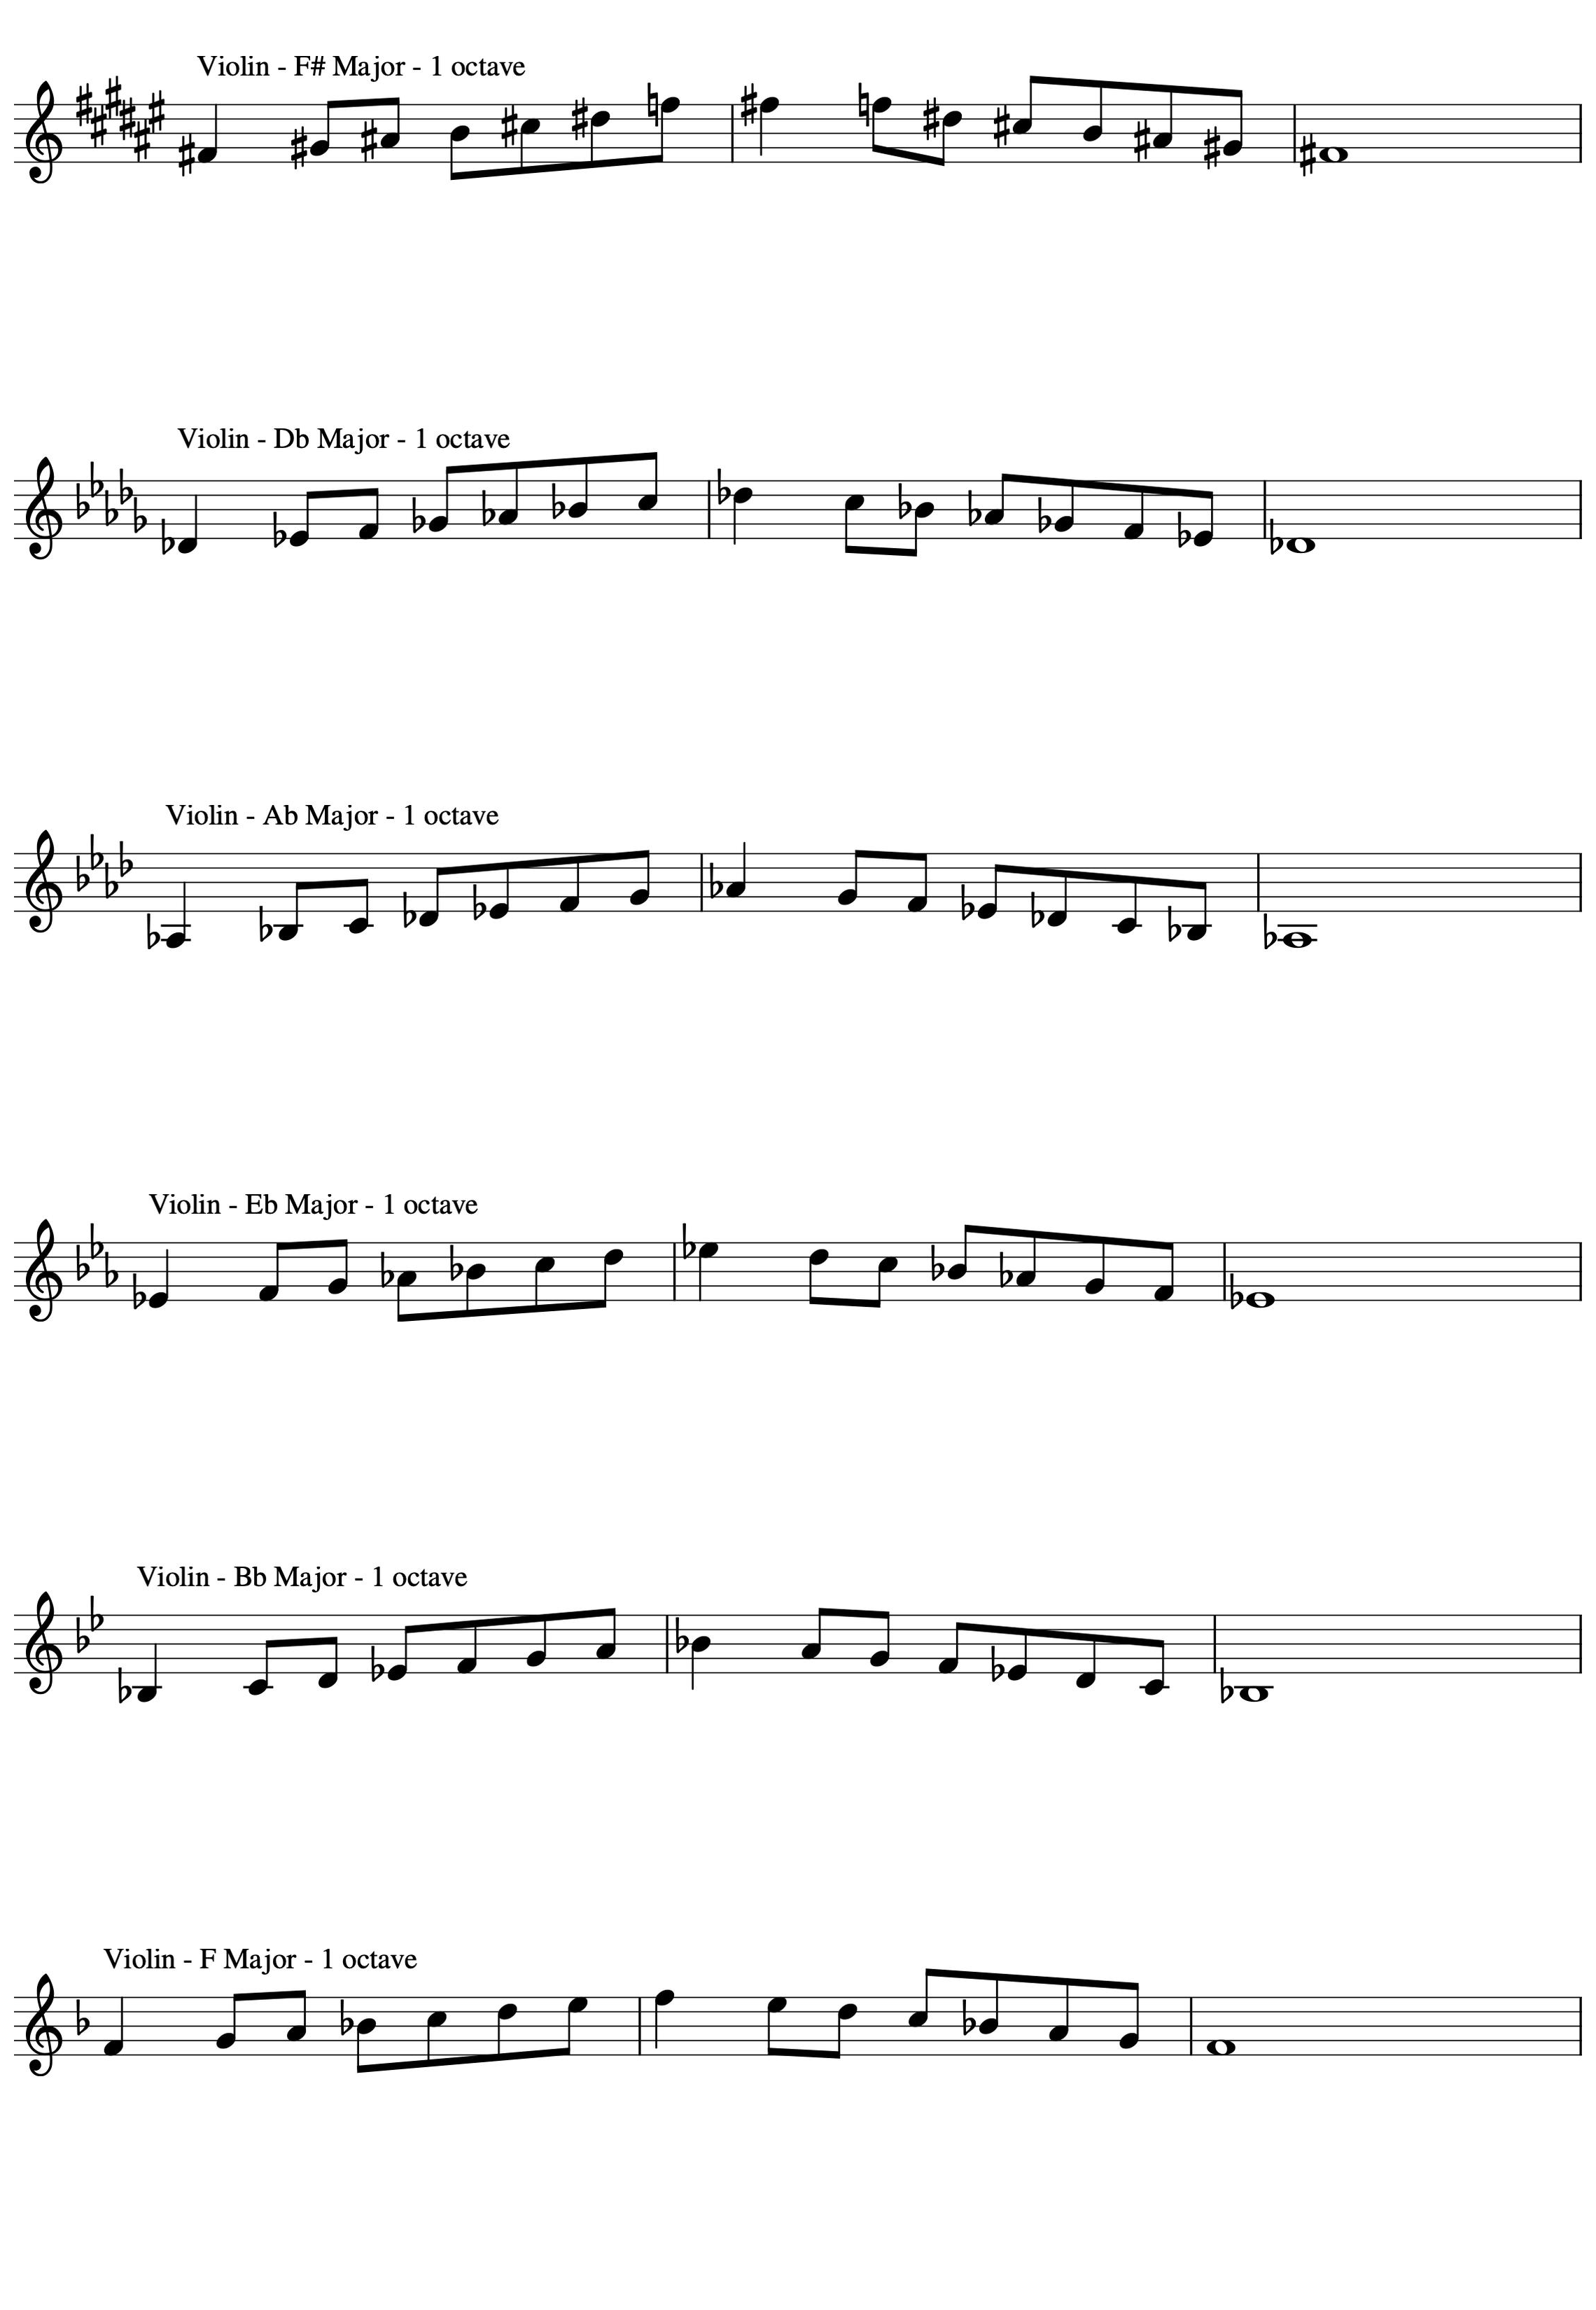 Violin - F# Major - 1 octave
Violin - Db Major - 1 octave
Violin - Ab Major - 1 octave
Violin - Eb Major - 1 octave
Violin - Bb Major - 1 octave
Violin - F Major - 1 octave